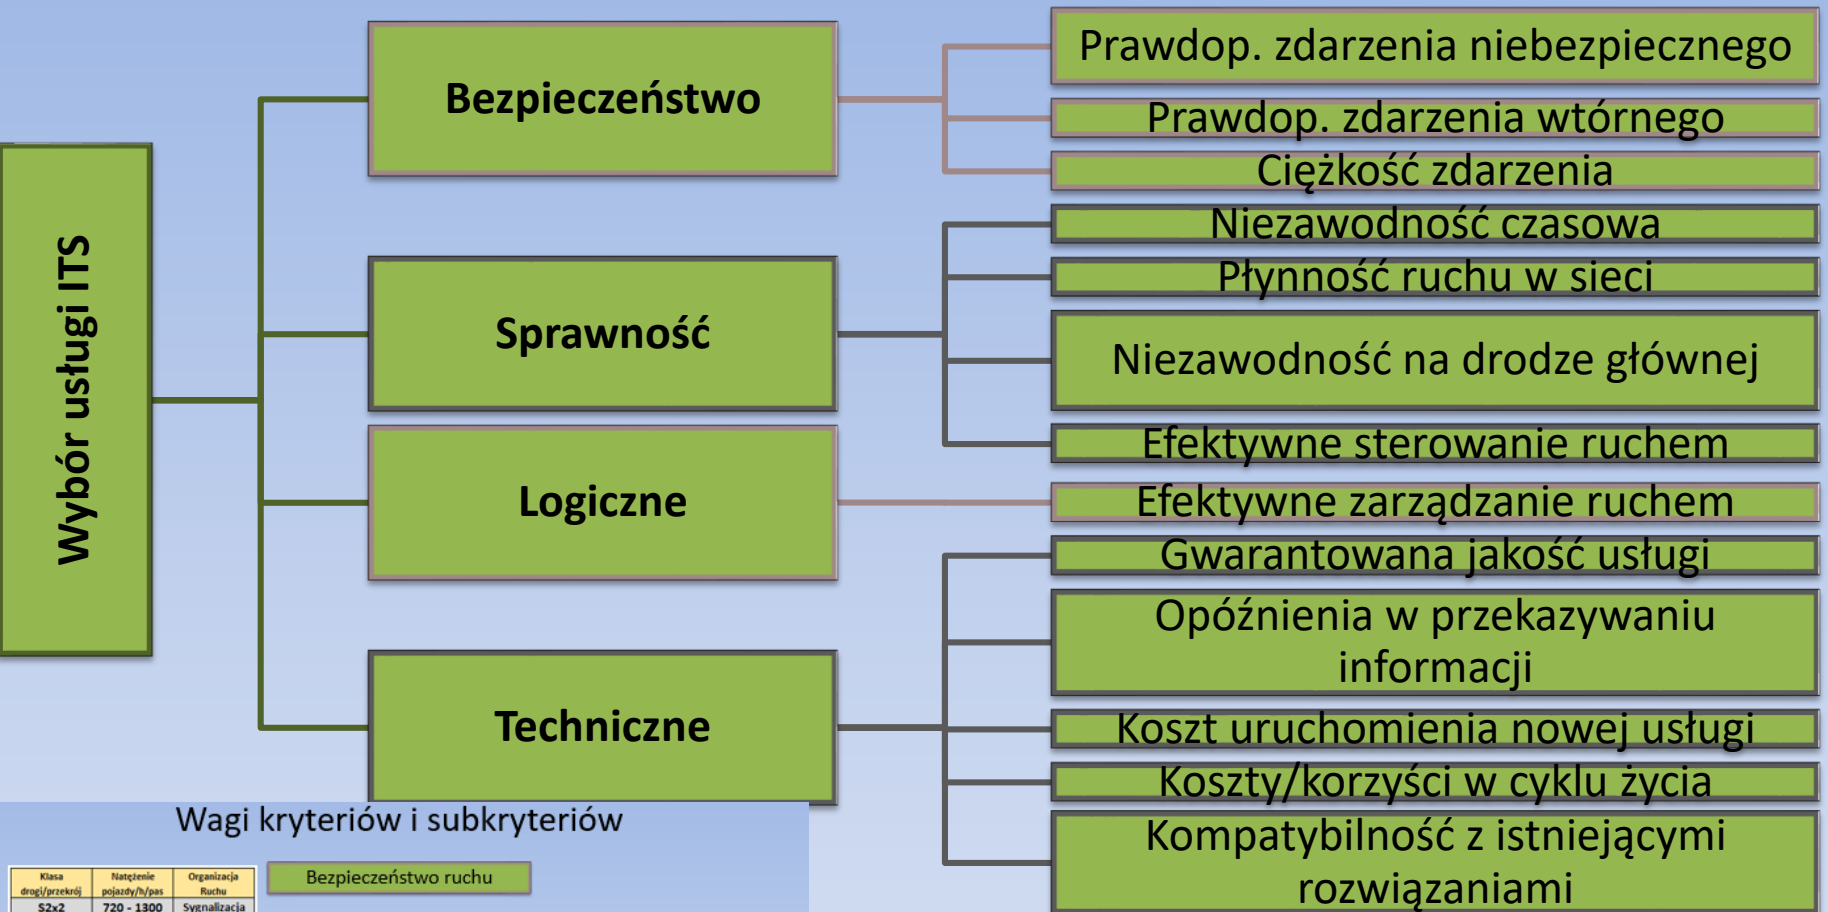 Wybór usługi ITS
Bezpieczeństwo
Prawdop. zdarzenia niebezpiecznego
Prawdop. zdarzenia wtórnego
Ciężkość zdarzenia
Sprawność
Niezawodność czasowa
Płynność ruchu w sieci
Niezawodność na drodze głównej
Efektywne sterowanie ruchem
Logiczne
Efektywne zarządzanie ruchem
Techniczne
Gwarantowana jakość usługi
Opóźnienia w przekazywaniu
informacji
Koszt uruchomienia nowej usługi
Koszty/korzyści w cyklu życia
Kompatybilność z istniejącymi
rozwiązaniami
Wagi kryteriów i subkryteriów
Klasa Natężenie Organizacja
drogi/przekrój pojazdy/h/pas Ruchu
S2x2 720 - 1300 Sygnalizacja
Bezpieczeństwo ruchu